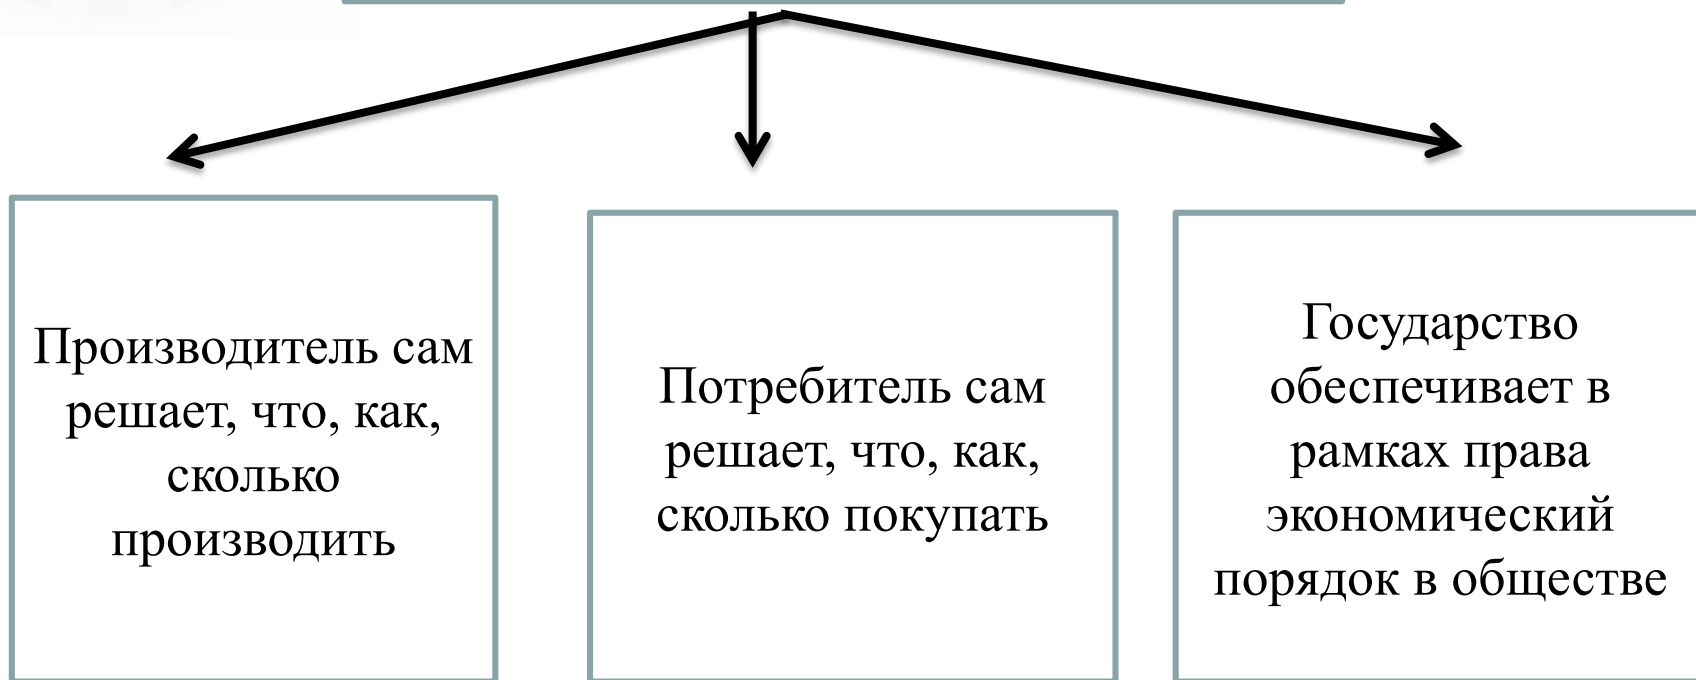 Производитель сам
решает, что, как,
сколько
производить
Потребитель сам
решает, что, как,
сколько покупать
Государство
обеспечивает в
рамках права
экономический
порядок в обществе